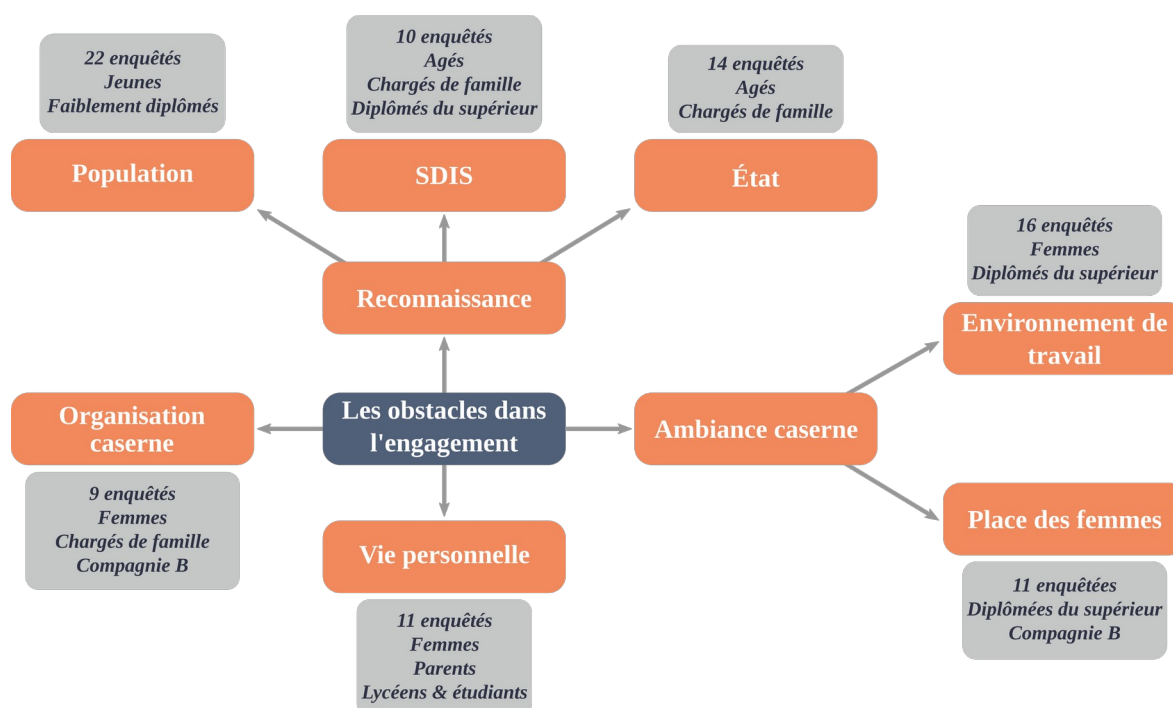 22 enquêtés
Jeunes
Faiblement diplômés
Population
10 enquêtés
Agés
Chargés de famille
Diplômés du supérieur
SDIS
14 enquêtés
Agés
Chargés de famille
État
Reconnaissance
16 enquêtés
Femmes
Diplômés du supérieur
Environnement de
travail
Organisation
caserne
9 enquêtés
Femmes
Chargés de famille
Compagnie B
Les obstacles dans
l'engagement
Ambiance caserne
Vie personnelle
11 enquêtés
Femmes
Parents
Lycéens & étudiants
Place des femmes
11 enquêtées
Diplômées du supérieur
Compagnie B